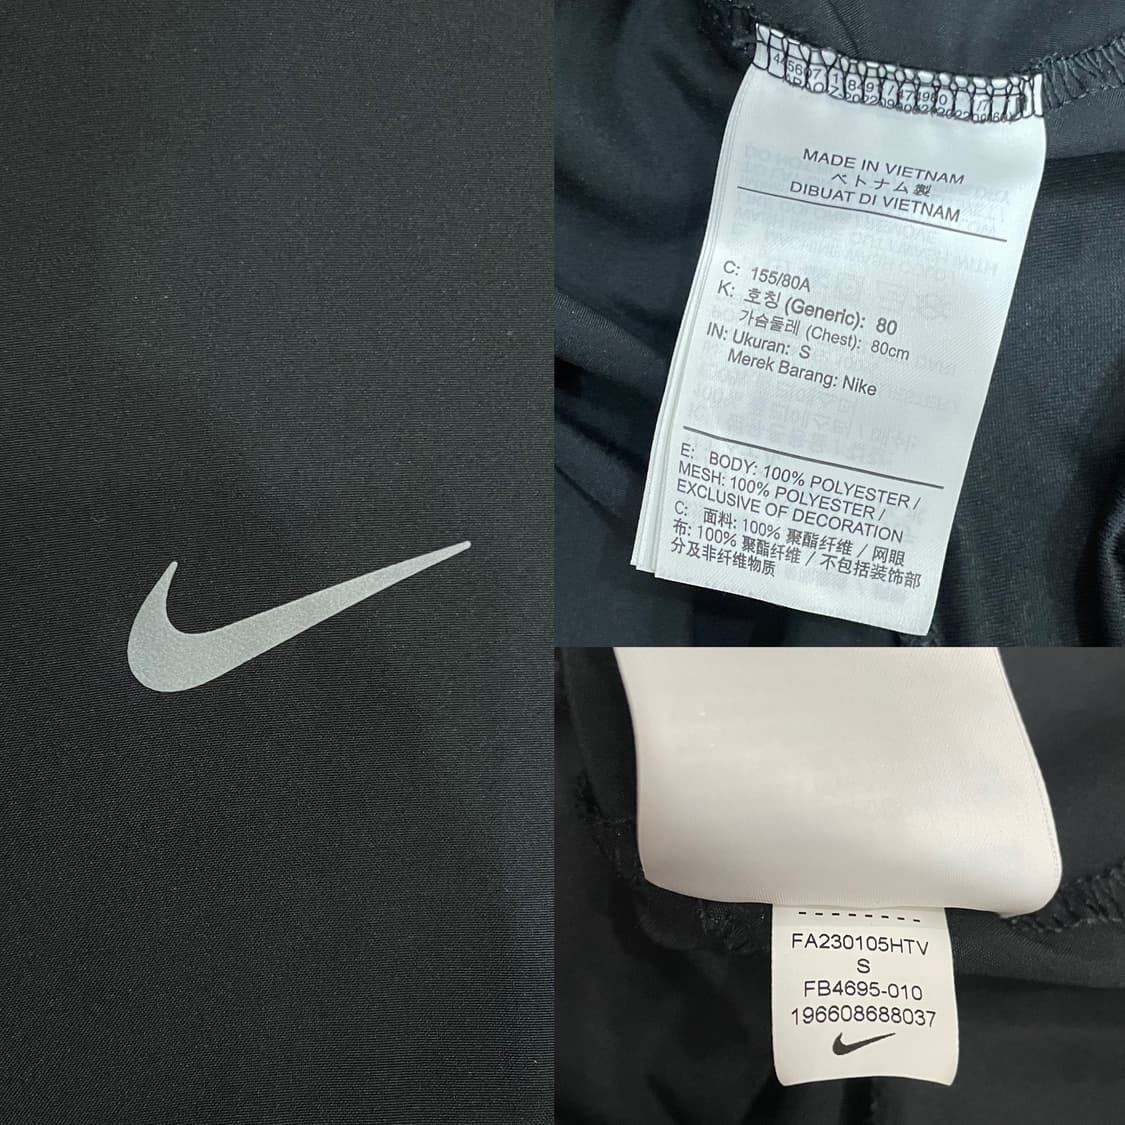 MADE IN VIETNAM
ベトナム製
DIBUAT DI VIETNAM
C: 155/80A
K: 호칭 (Generic): 80
가슴둘레 (Chest): 80cm
IN: Ukuran: S
Merek Barang: Nike
E: BODY: 100% POLYESTER /
MESH: 100% POLYESTER /
EXCLUSIVE OF DECORATION
C: 面料: 100% 聚酯纤维 / 网眼
布: 100% 聚酯纤维 / 不包括装饰部
分及非纤维物质
FA230105HTV
S
FB4695-010
196608688037